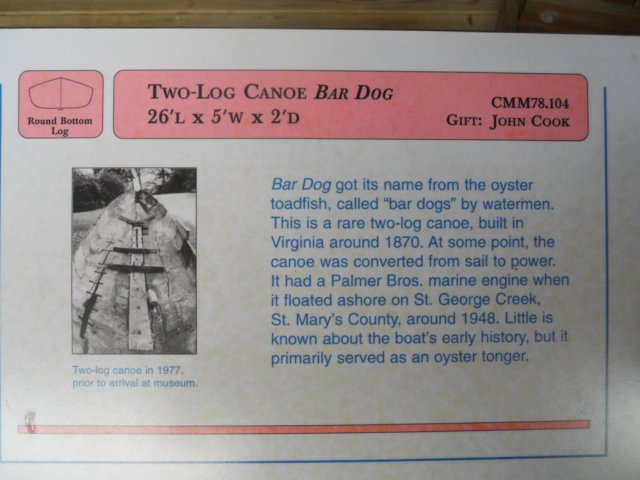 Round Bottom
Log
Two-Log Canoe Bar Dog
26'L x 5'W x 2'D
CMM78.104
Gift: John Cook
Bar Dog got its name from the oyster
toadfish, called "bar dogs" by watermen.
This is a rare two-log canoe, built in
Virginia around 1870. At some point, the
canoe was converted from sail to power.
It had a Palmer Bros. marine engine when
it floated ashore on St. George Creek,
St. Mary's County, around 1948. Little is
known about the boat's early history, but it
primarily served as an oyster tonger.
Two-log canoe in 1977,
prior to arrival at museum.